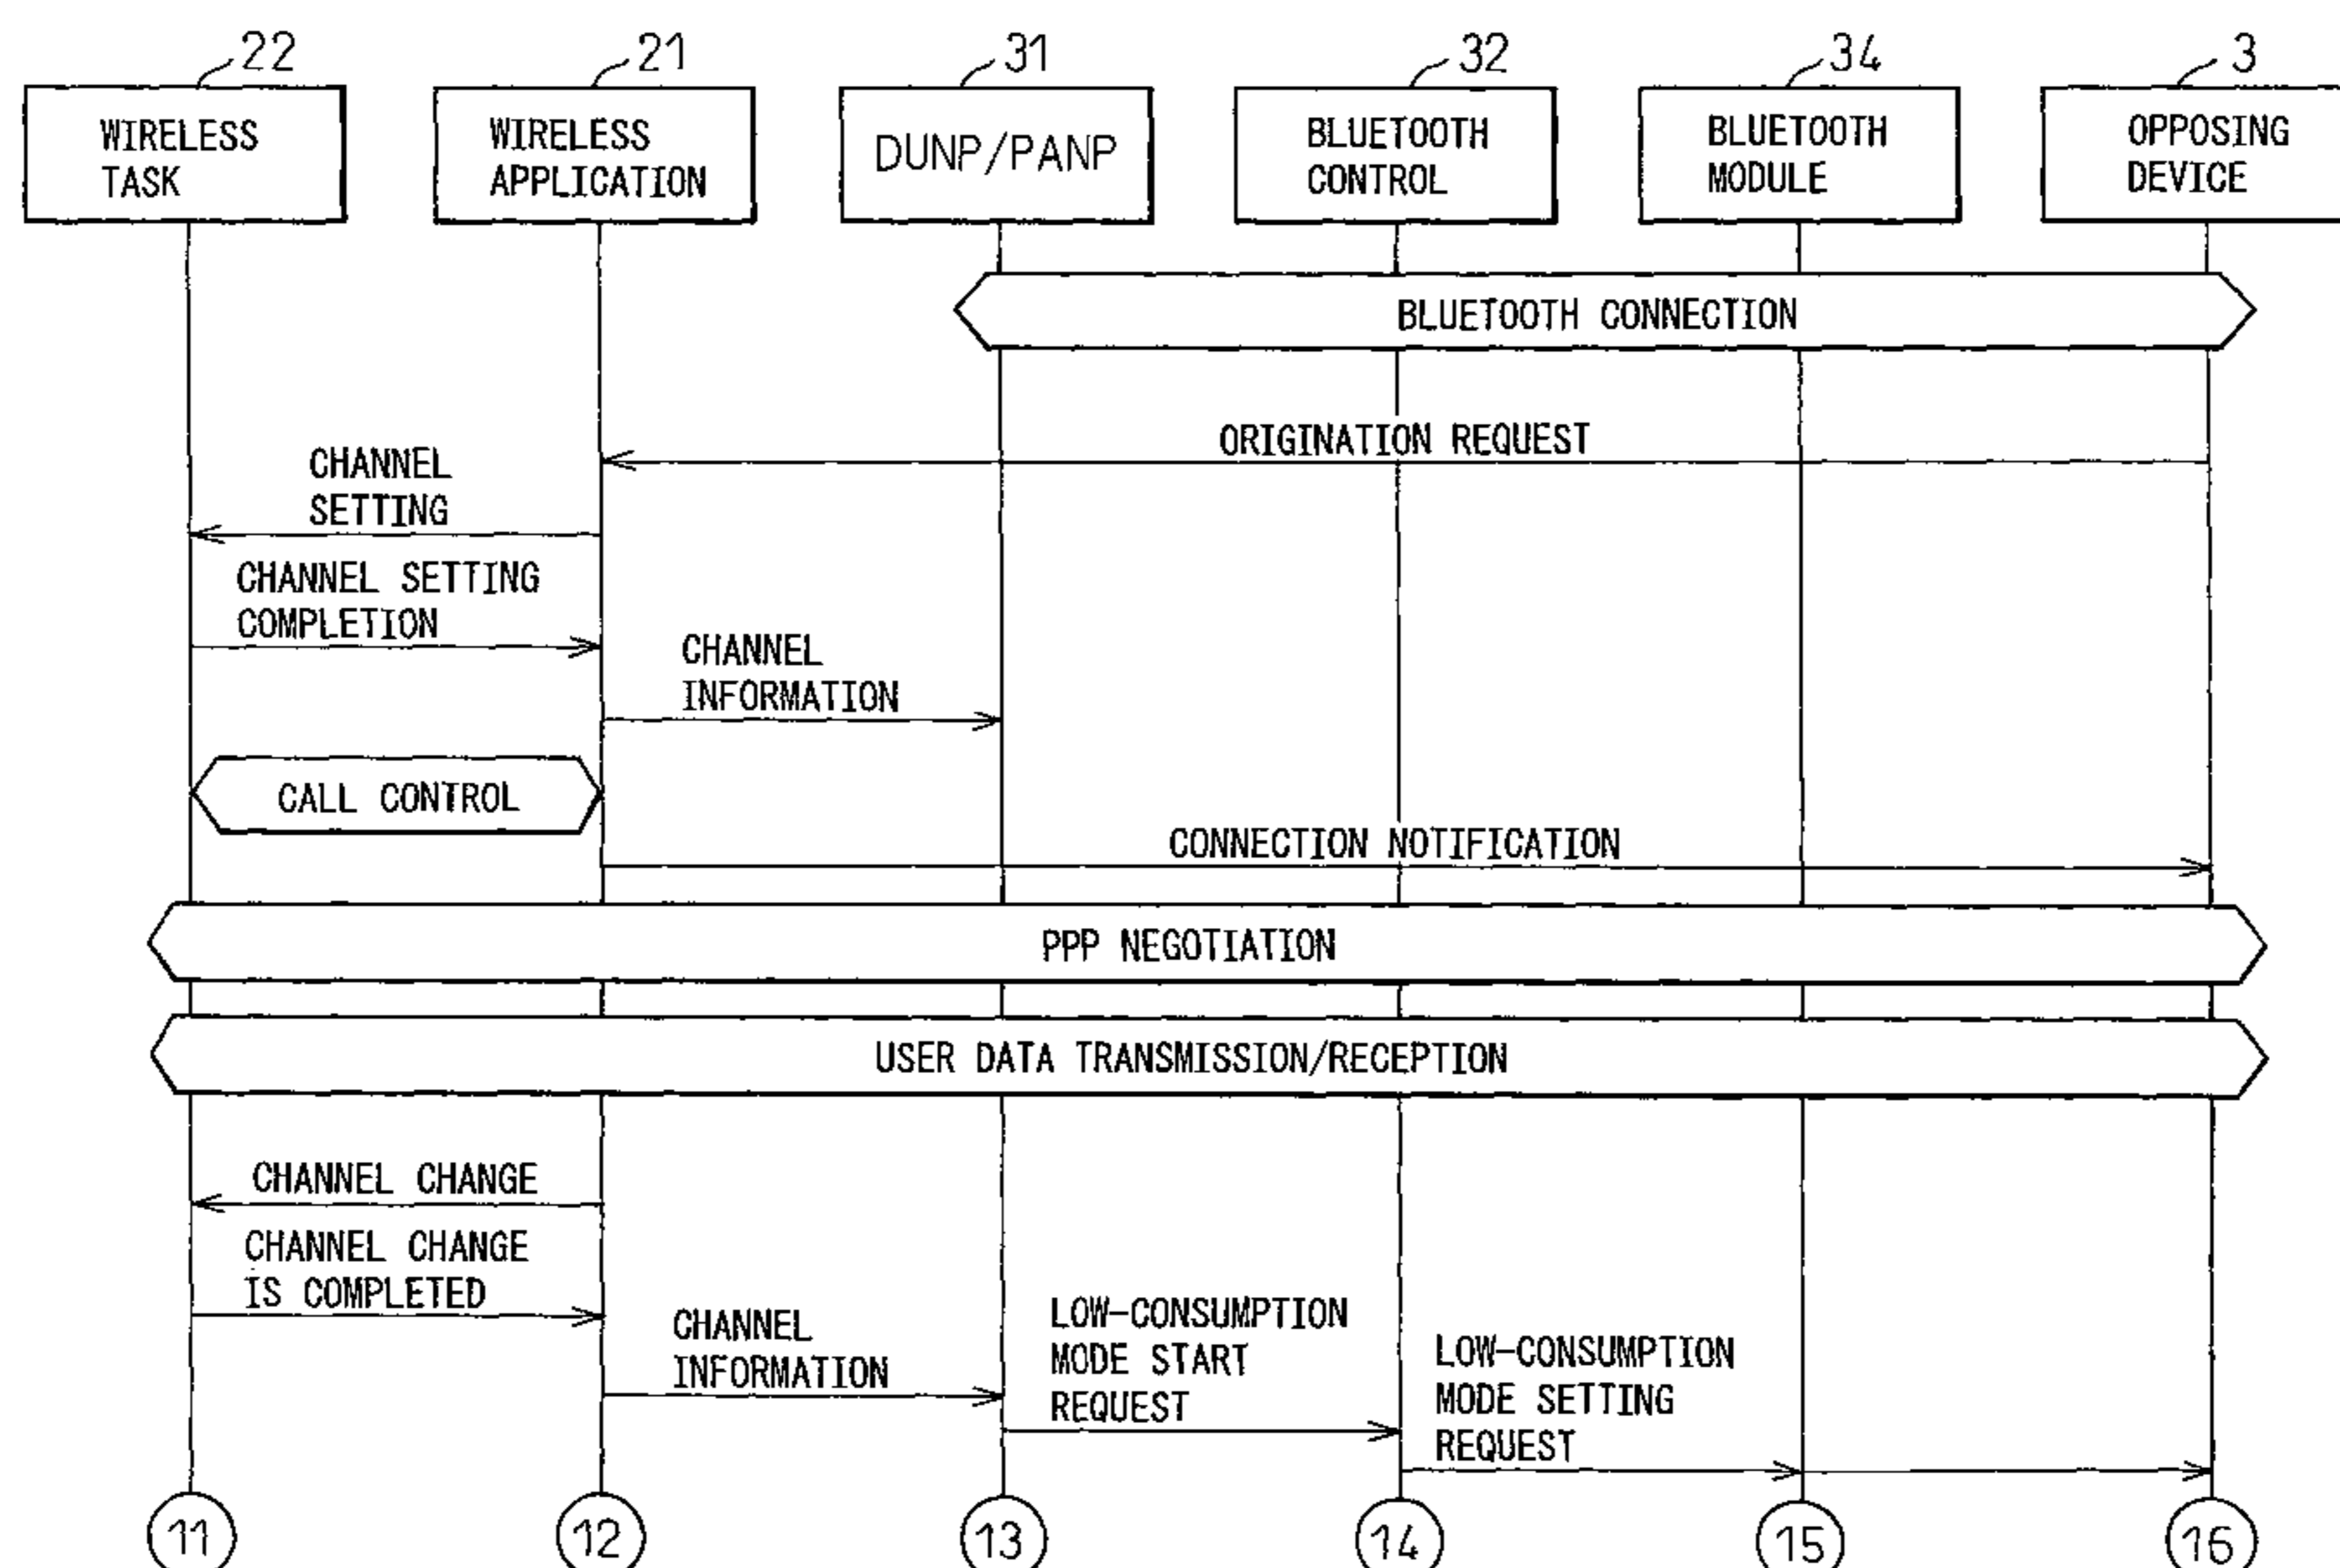 22
21
31
32
34
3
WIRELESS
TASK
WIRELESS
APPLICATION
DUNP/PANP
BLUETOOTH
CONTROL
BLUETOOTH
MODULE
OPPOSING
DEVICE
BLUETOOTH CONNECTION
ORIGINATION REQUEST
CHANNEL
SETTING
CHANNEL SETTING
COMPLETION
CHANNEL
INFORMATION
CALL CONTROL
CONNECTION NOTIFICATION
PPP NEGOTIATION
USER DATA TRANSMISSION/RECEPTION
CHANNEL CHANGE
CHANNEL CHANGE
IS COMPLETED
CHANNEL
INFORMATION
LOW-CONSUMPTION
MODE START
REQUEST
LOW-CONSUMPTION
MODE SETTING
REQUEST
11
12
13
14
15
16